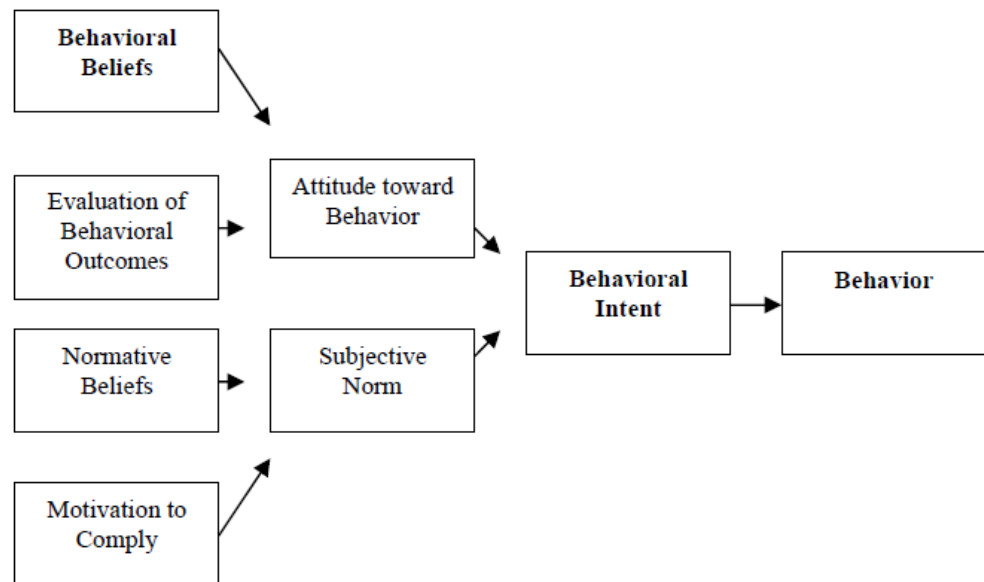 Behavioral
Beliefs
Evaluation of
Behavioral
Outcomes
Attitude toward
Behavior
Normative
Beliefs
Subjective
Norm
Motivation to
Comply
Behavioral
Intent
Behavior